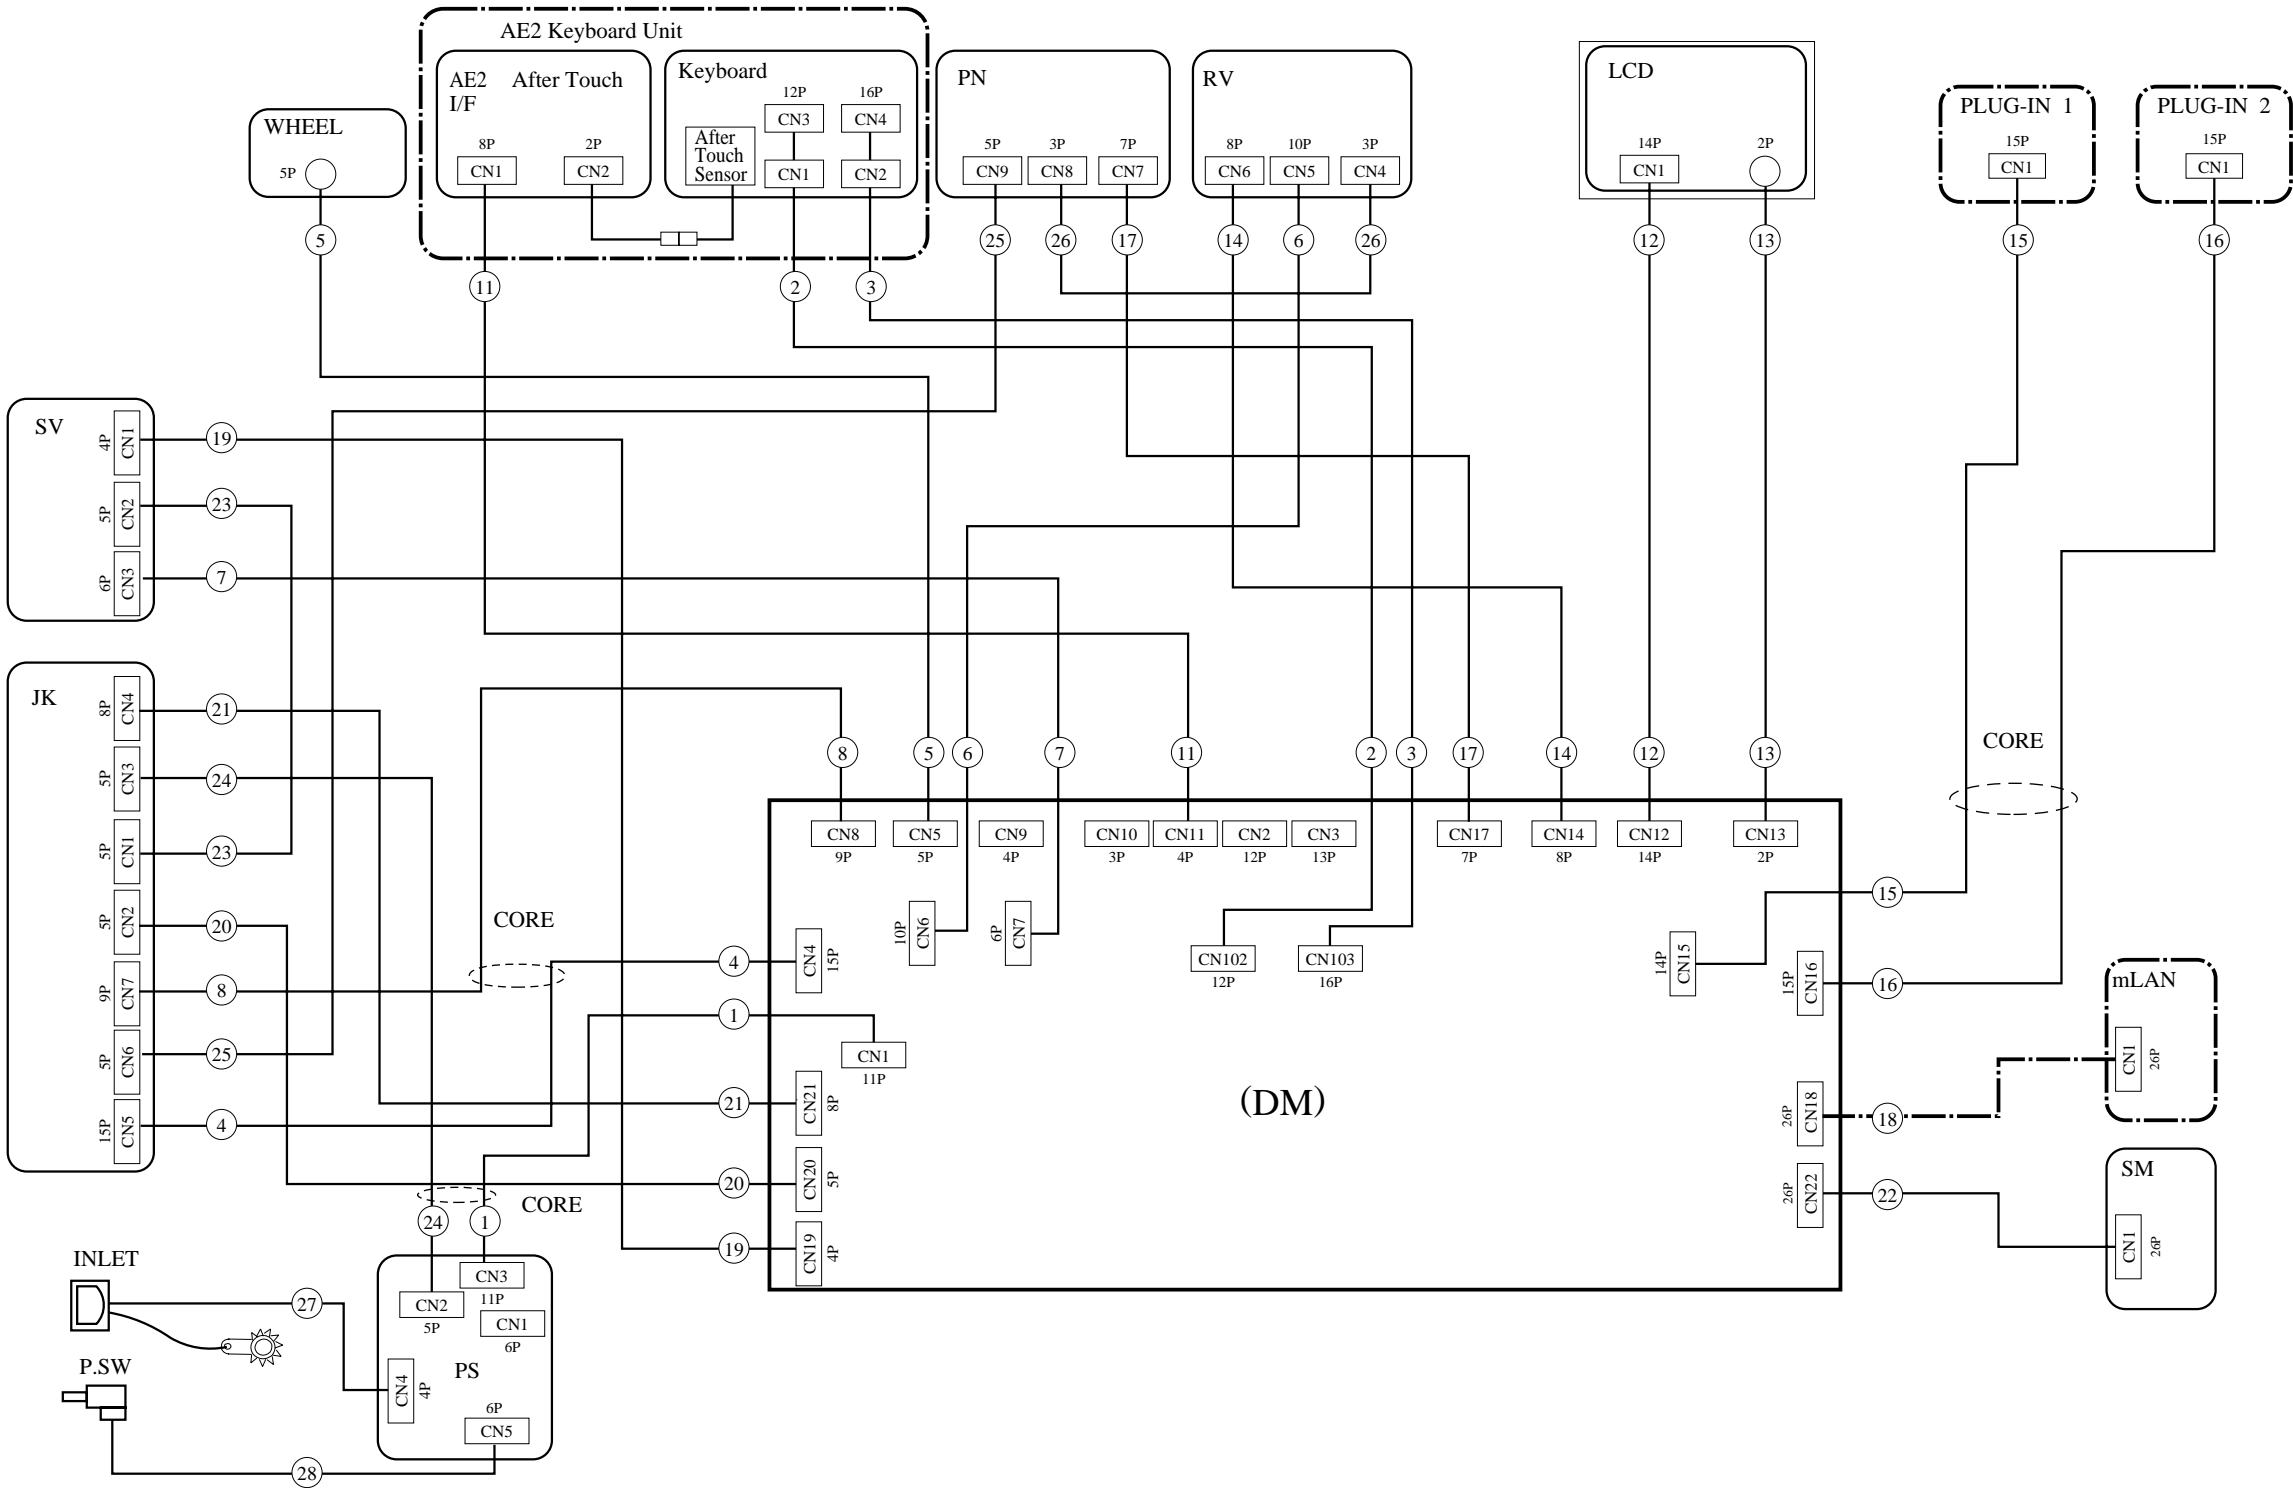 AE2 Keyboard Unit
AE2 After Touch
I/F
8P
CN1
2P
CN2
Keyboard
12P
CN3
16P
CN4
After
Touch
Sensor
CN1
CN2
PN
5P
CN9
3P
CN8
7P
CN7
RV
8P
CN6
10P
CN5
3P
CN4
LCD
14P
CN1
2P
PLUG-IN 1
15P
CN1
PLUG-IN 2
15P
CN1
WHEEL
5P
5
11
2
3
25
26
17
14
6
26
12
13
15
16
SV
4P
CN1
19
5P
CN2
23
6P
CN3
7
JK
8P
CN4
21
5P
CN3
24
5P
CN1
23
5P
CN2
20
9P
CN7
8
5P
CN6
25
15P
CN5
4
CORE
CORE
CORE
8
5
6
7
11
2
3
17
14
12
13
CN8
9P
CN5
5P
CN9
4P
CN10
3P
CN11
4P
CN2
12P
CN3
13P
CN17
7P
CN14
8P
CN12
14P
CN13
2P
10P
CN6
6P
CN7
CN102
12P
CN103
16P
14P
CN15
15
15P
CN16
16
4
CN4
15P
1
CN1
11P
21
CN21
8P
20
CN20
5P
19
CN19
4P
(DM)
26P
CN18
18
26P
CN22
22
mLAN
CN1
26P
SM
CN1
26P
24
1
INLET
27
P.SW
28
CN3
11P
CN2
5P
CN1
6P
PS
CN4
4P
6P
CN5